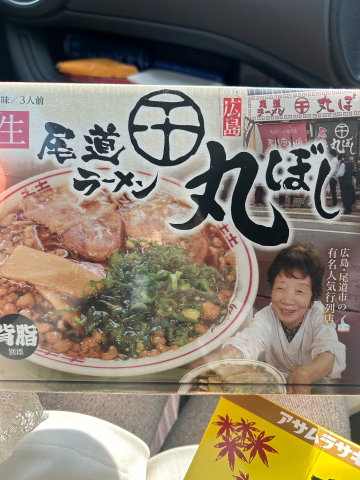 味／3人前
生
尾道
ラーメン
丸ぼし
広島
尾道
ラーメン
丸ぼ
丸ぼし
広島・尾道市の
有名人気行列店
背脂
別添
アサムラサキ